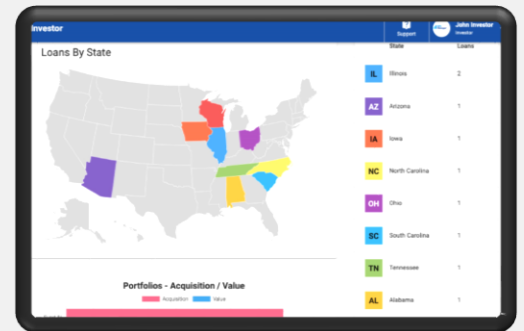 Investor
Support
John Investor
Investor
Loans By State
State Loans
IL Illinois 2
AZ Arizona 1
IA Iowa 1
NC North Carolina 1
OH Ohio 1
SC South Carolina 1
TN Tennessee 1
AL Alabama 1
Portfolios - Acquisition / Value
Acquisition Value